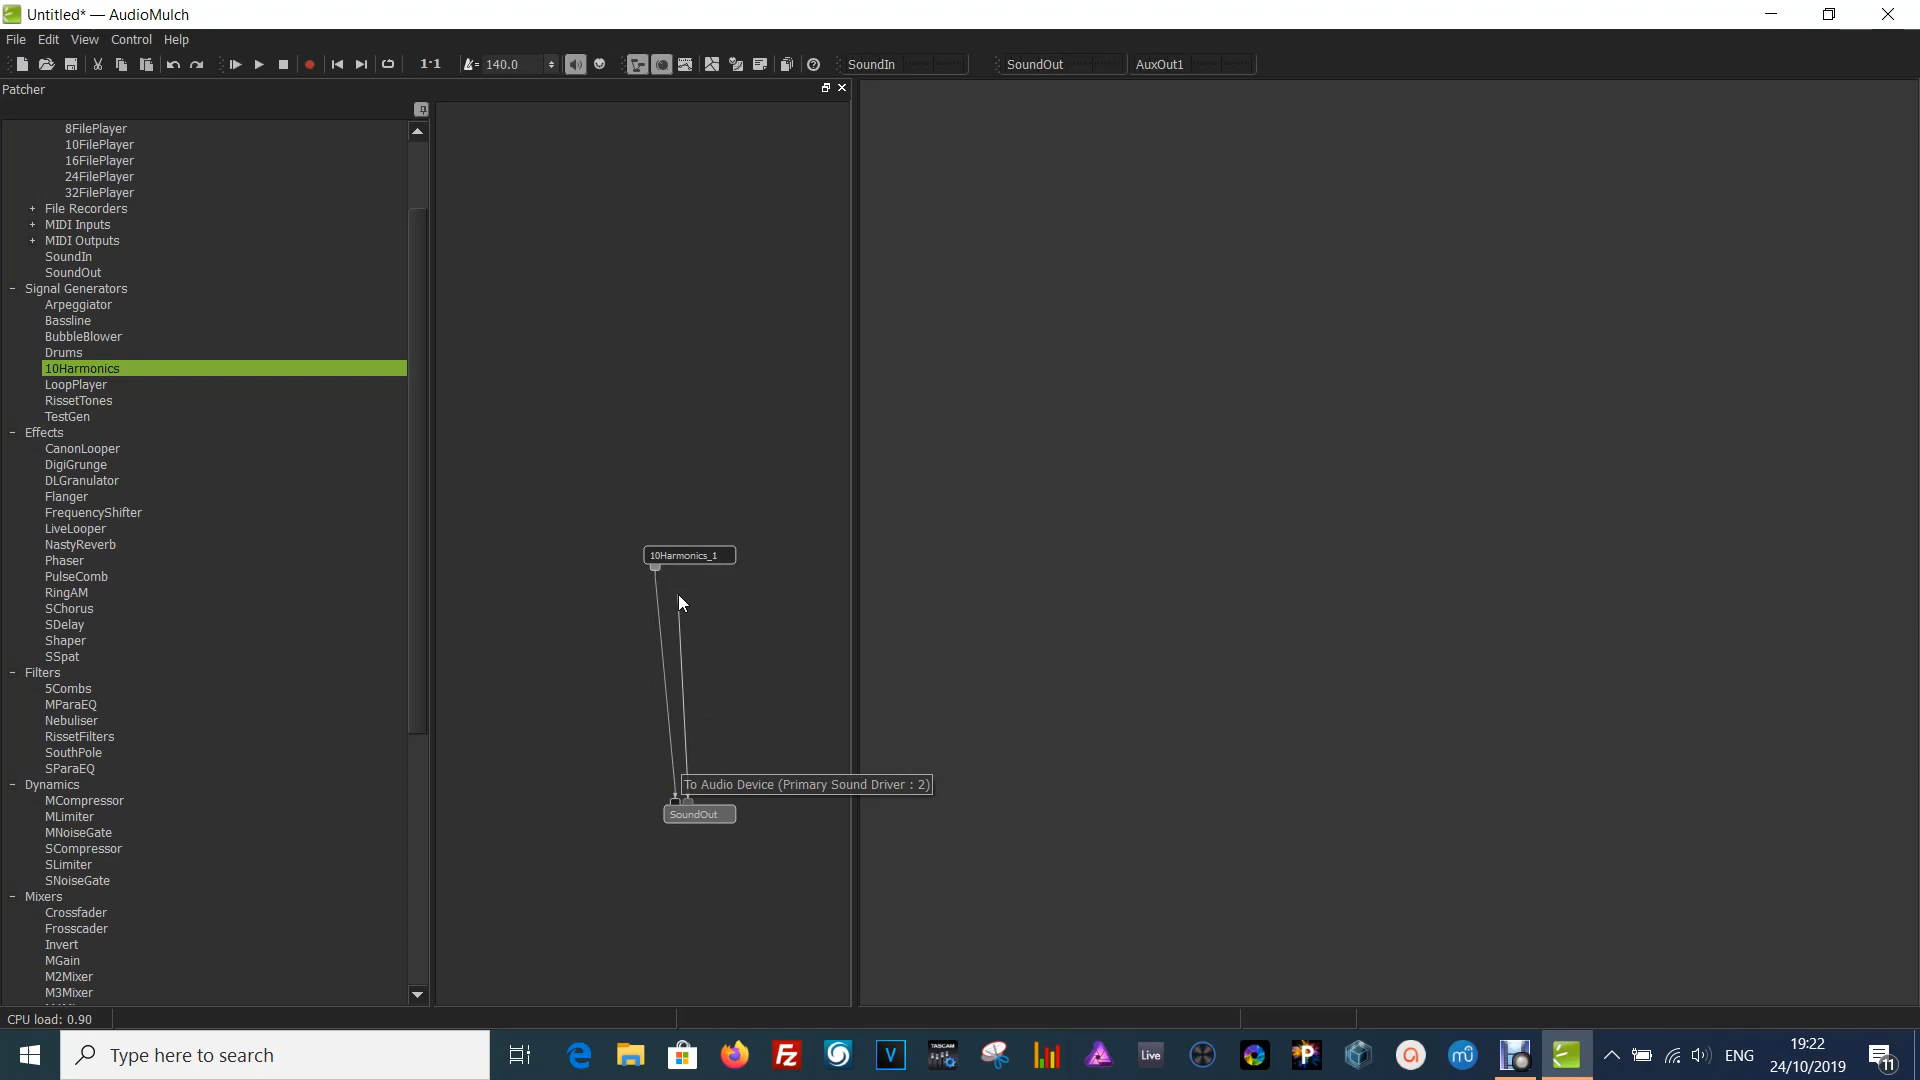 Untitled* — AudioMulch
File Edit View Control Help
1·1 140.0 SoundIn SoundOut AuxOut1
Patcher
8FilePlayer
10FilePlayer
16FilePlayer
24FilePlayer
32FilePlayer
+ File Recorders
+ MIDI Inputs
+ MIDI Outputs
SoundIn
SoundOut
− Signal Generators
Arpeggiator
Bassline
BubbleBlower
Drums
10Harmonics
LoopPlayer
RissetTones
TestGen
− Effects
CanonLooper
DigiGrunge
DLGranulator
Flanger
FrequencyShifter
LiveLooper
NastyReverb
Phaser
PulseComb
RingAM
SChorus
SDelay
Shaper
SSpat
− Filters
5Combs
MParaEQ
Nebuliser
RissetFilters
SouthPole
SParaEQ
− Dynamics
MCompressor
MLimiter
MNoiseGate
SCompressor
SLimiter
SNoiseGate
− Mixers
Crossfader
Frosscader
Invert
MGain
M2Mixer
M3Mixer
10Harmonics_1
To Audio Device (Primary Sound Driver : 2)
SoundOut
CPU load: 0.90
Type here to search
TASCAM
Live
ENG
19:22
24/10/2019
11